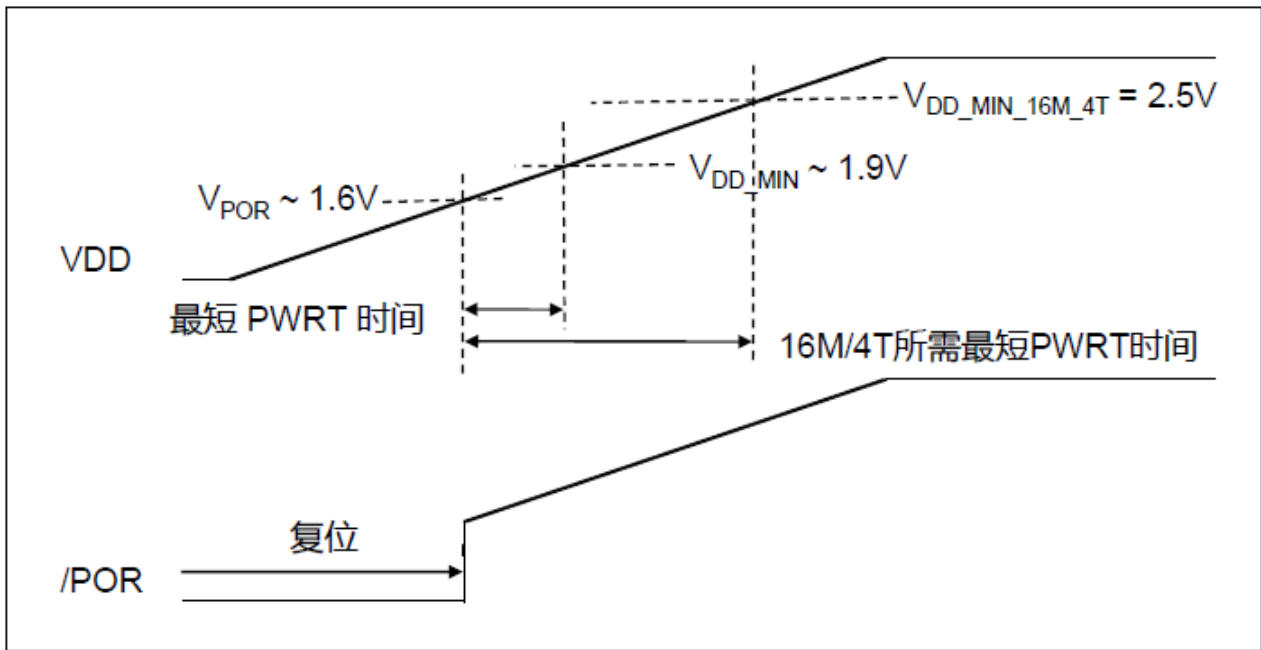 V_DD_MIN_16M_4T = 2.5V
V_DD_MIN ~ 1.9V
V_POR ~ 1.6V
VDD
最短 PWRT 时间
16M/4T所需最短PWRT时间
复位
/POR